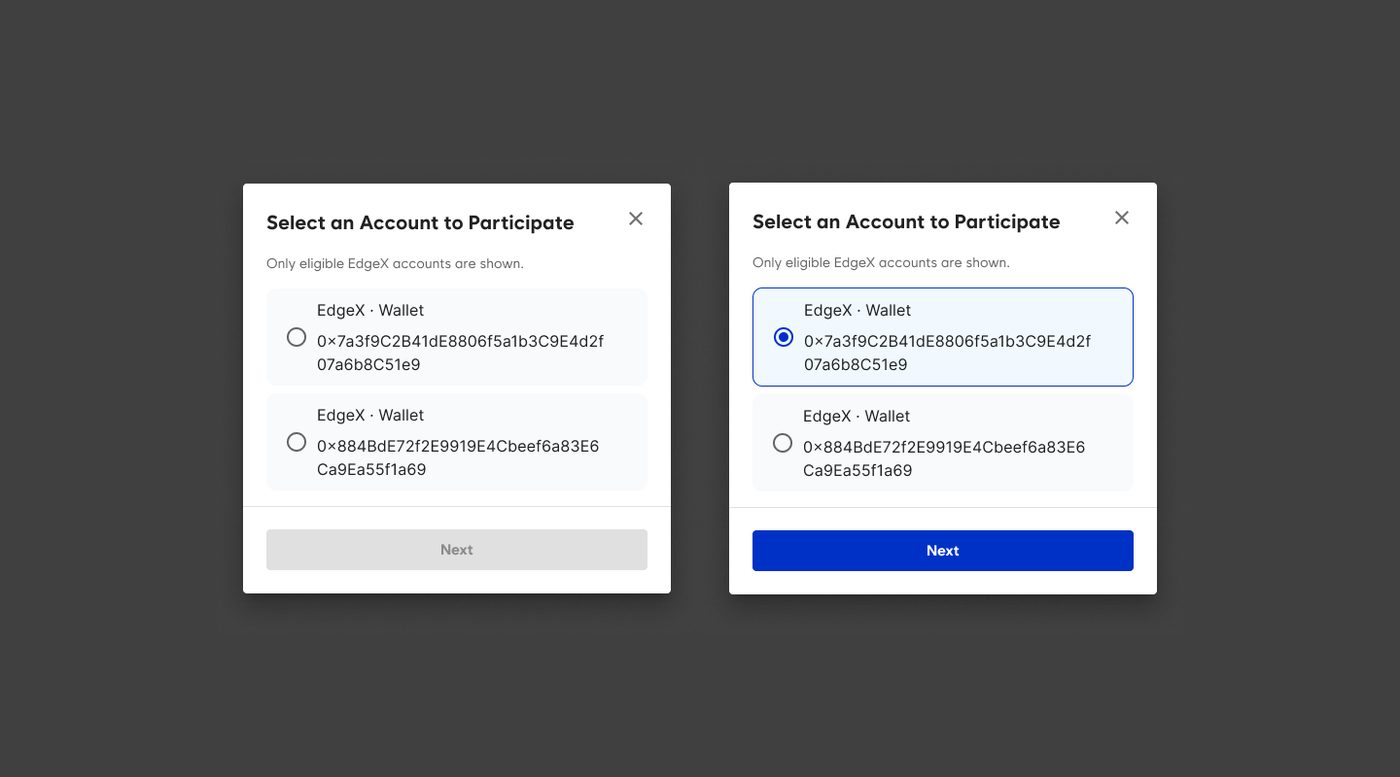 Select an Account to Participate
Only eligible EdgeX accounts are shown.
EdgeX · Wallet
0×7a3f9C2B41dE8806f5a1b3C9E4d2f
07a6b8C51e9
EdgeX · Wallet
0×884BdE72f2E9919E4Cbeef6a83E6
Ca9Ea55f1a69
Next
Select an Account to Participate
Only eligible EdgeX accounts are shown.
EdgeX · Wallet
0×7a3f9C2B41dE8806f5a1b3C9E4d2f
07a6b8C51e9
EdgeX · Wallet
0×884BdE72f2E9919E4Cbeef6a83E6
Ca9Ea55f1a69
Next